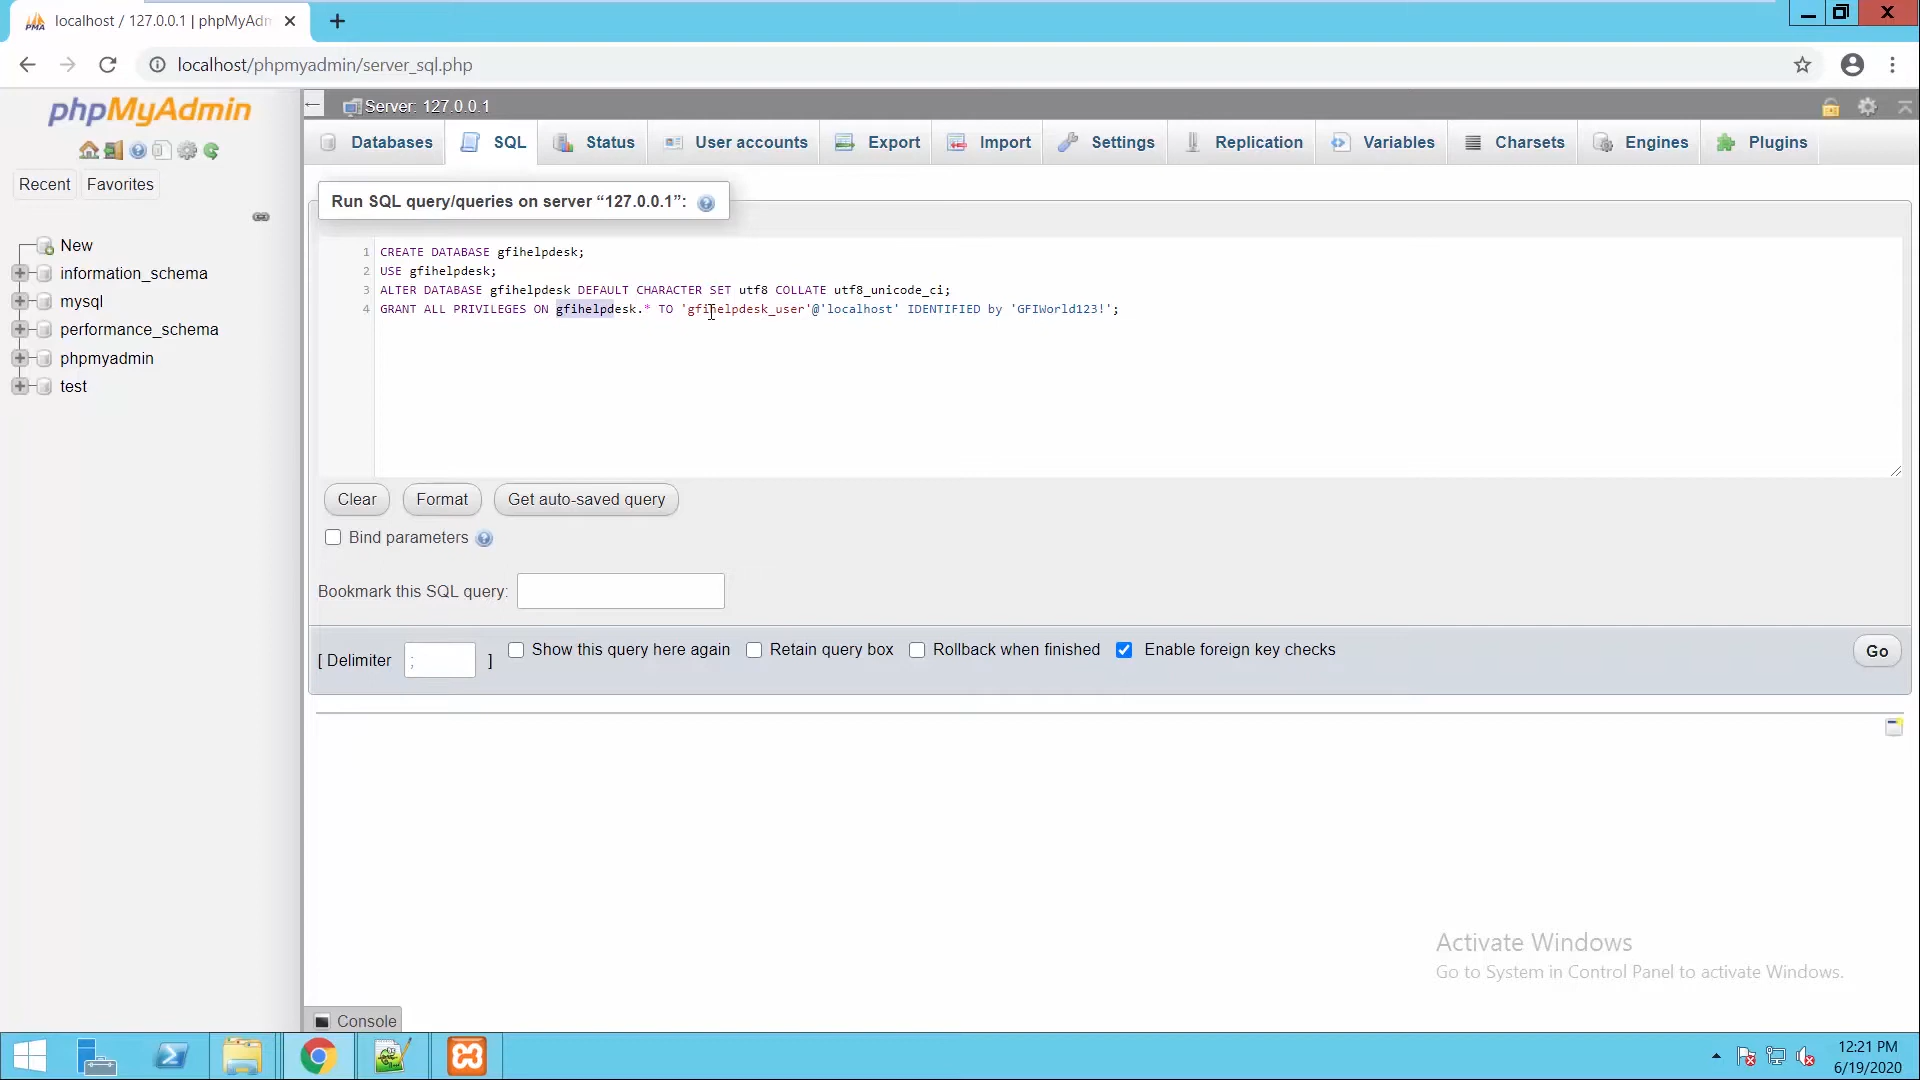 localhost / 127.0.0.1 | phpMyAdm
localhost/phpmyadmin/server_sql.php
phpMyAdmin
Recent Favorites
New
information_schema
mysql
performance_schema
phpmyadmin
test
Server: 127.0.0.1
Databases SQL Status User accounts Export Import Settings Replication Variables Charsets Engines Plugins
Run SQL query/queries on server “127.0.0.1”:
1 CREATE DATABASE gfihelpdesk;
2 USE gfihelpdesk;
3 ALTER DATABASE gfihelpdesk DEFAULT CHARACTER SET utf8 COLLATE utf8_unicode_ci;
4 GRANT ALL PRIVILEGES ON gfihelpdesk.* TO 'gfihelpdesk_user'@'localhost' IDENTIFIED by 'GFIWorld123!';
Clear Format Get auto-saved query
Bind parameters
Bookmark this SQL query:
[ Delimiter ; ] Show this query here again Retain query box Rollback when finished Enable foreign key checks Go
Activate Windows
Go to System in Control Panel to activate Windows.
Console
12:21 PM
6/19/2020